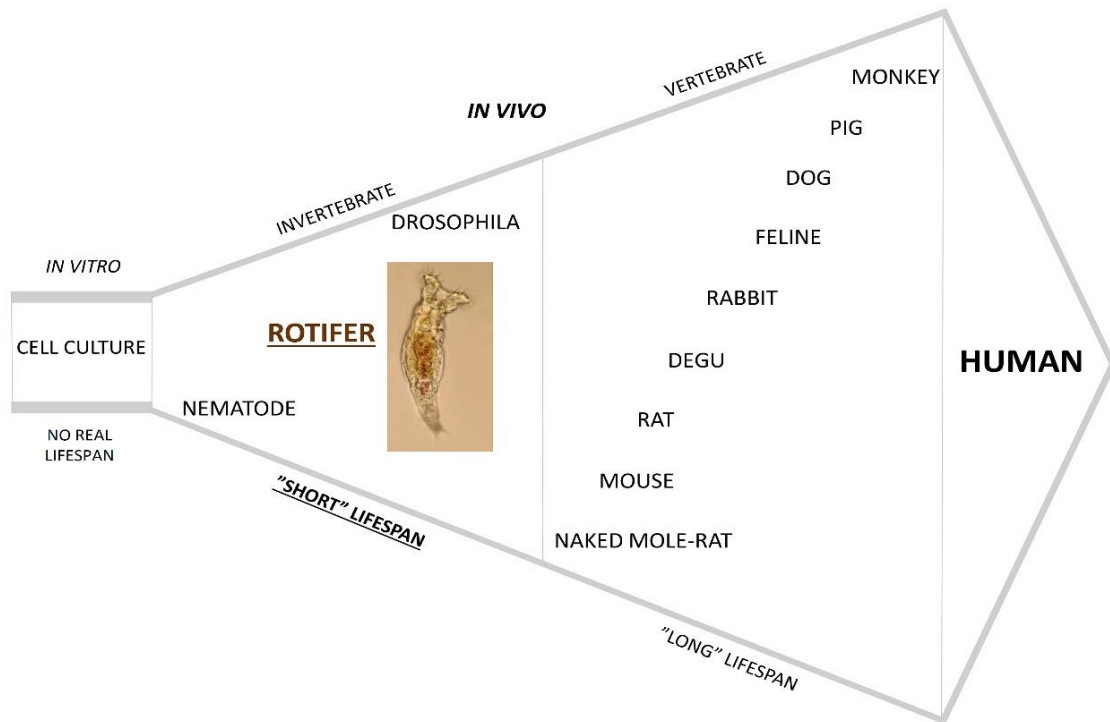 VERTEBRATE
MONKEY
IN VIVO
PIG
DOG
INVERTEBRATE
DROSOPHILA
FELINE
IN VITRO
RABBIT
ROTIFER
CELL CULTURE
DEGU
HUMAN
NEMATODE
RAT
NO REAL
LIFESPAN
”SHORT” LIFESPAN
MOUSE
NAKED MOLE-RAT
”LONG” LIFESPAN